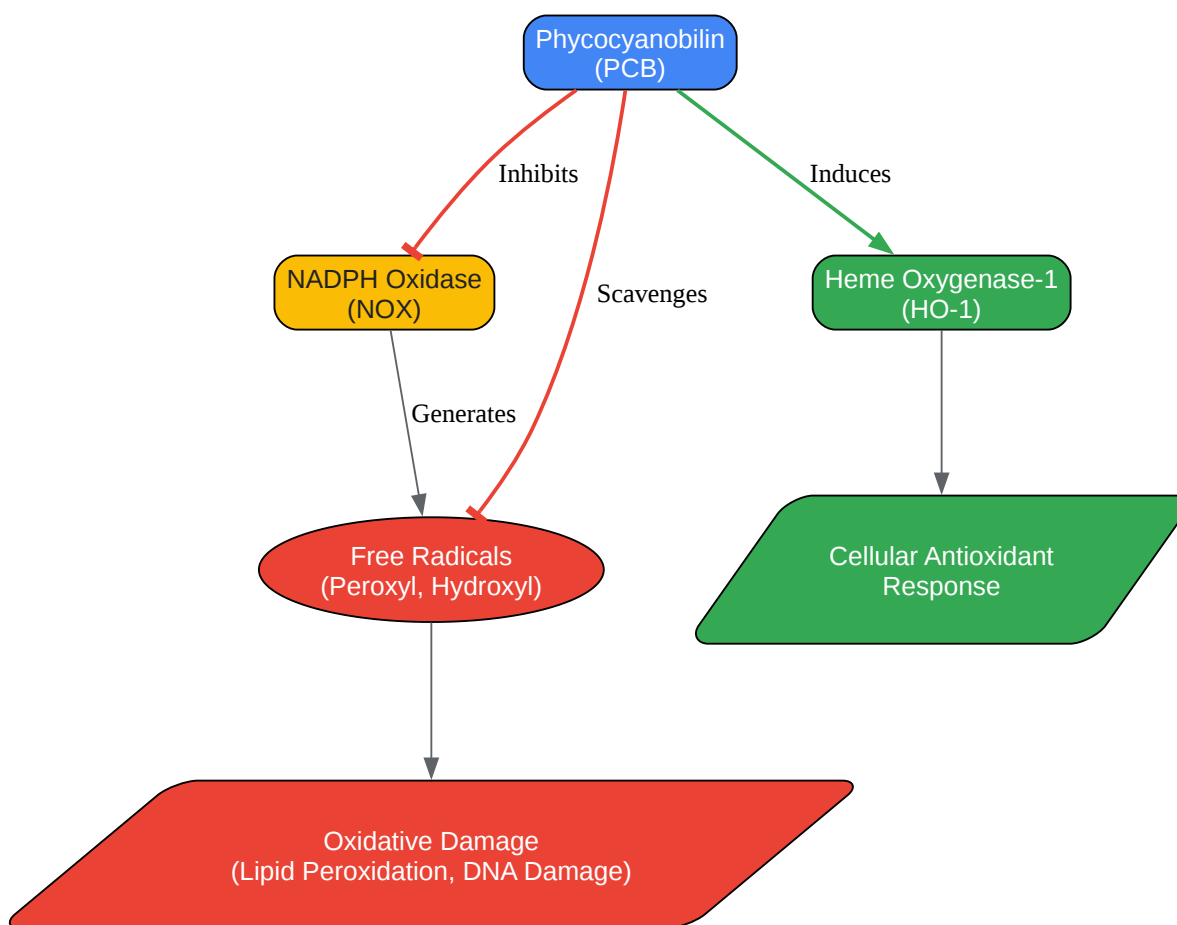 Phycocyanobilin
(PCB)
Inhibits
Induces
NADPH Oxidase
(NOX)
Scavenges
Heme Oxygenase-1
(HO-1)
Generates
Free Radicals
(Peroxyl, Hydroxyl)
Cellular Antioxidant
Response
Oxidative Damage
(Lipid Peroxidation, DNA Damage)